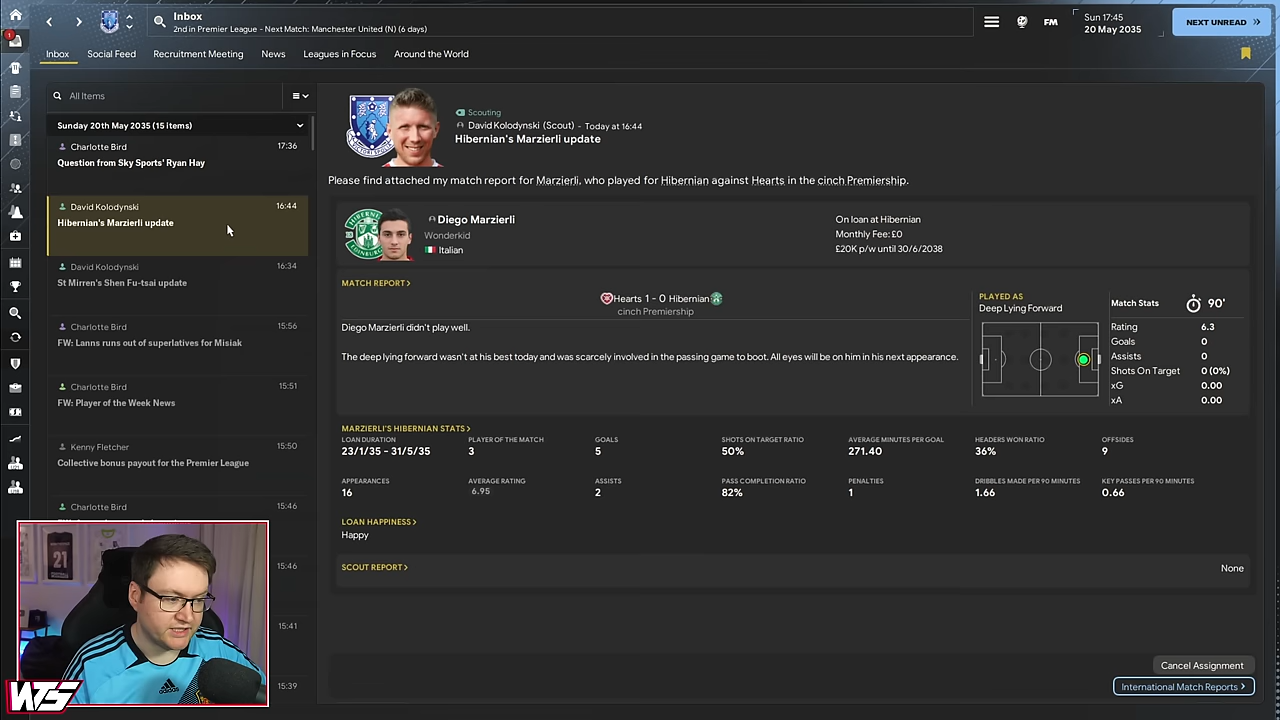 Inbox
2nd in Premier League - Next Match: Manchester United (N) (6 days)
FM
Sun 17:45
20 May 2035
NEXT UNREAD
1
Inbox
Social Feed
Recruitment Meeting
News
Leagues in Focus
Around the World
All Items
Sunday 20th May 2035 (15 items)
Charlotte Bird
17:36
Question from Sky Sports' Ryan Hay
David Kolodynski
16:44
Hibernian's Marzierli update
David Kolodynski
16:34
St Mirren's Shen Fu-tsai update
Charlotte Bird
15:56
FW: Lanns runs out of superlatives for Misiak
Charlotte Bird
15:51
FW: Player of the Week News
Kenny Fletcher
15:50
Collective bonus payout for the Premier League
Charlotte Bird
15:46
15:46
15:41
15:39
Scouting
David Kolodynski (Scout) - Today at 16:44
Hibernian's Marzierli update
Please find attached my match report for Marzierli, who played for Hibernian against Hearts in the cinch Premiership.
Diego Marzierli
Wonderkid
Italian
On loan at Hibernian
Monthly Fee: £0
£20K p/w until 30/6/2038
MATCH REPORT >
Hearts 1 - 0 Hibernian
cinch Premiership
Diego Marzierli didn't play well.
The deep lying forward wasn't at his best today and was scarcely involved in the passing game to boot. All eyes will be on him in his next appearance.
PLAYED AS
Deep Lying Forward
Match Stats
90'
Rating 6.3
Goals 0
Assists 0
Shots On Target 0 (0%)
xG 0.00
xA 0.00
MARZIERLI'S HIBERNIAN STATS >
LOAN DURATION
23/1/35 - 31/5/35
PLAYER OF THE MATCH
3
GOALS
5
SHOTS ON TARGET RATIO
50%
AVERAGE MINUTES PER GOAL
271.40
HEADERS WON RATIO
36%
OFFSIDES
9
APPEARANCES
16
AVERAGE RATING
6.95
ASSISTS
2
PASS COMPLETION RATIO
82%
PENALTIES
1
DRIBBLES MADE PER 90 MINUTES
1.66
KEY PASSES PER 90 MINUTES
0.66
LOAN HAPPINESS >
Happy
SCOUT REPORT >
None
Cancel Assignment
International Match Reports >
21
adidas
WTS